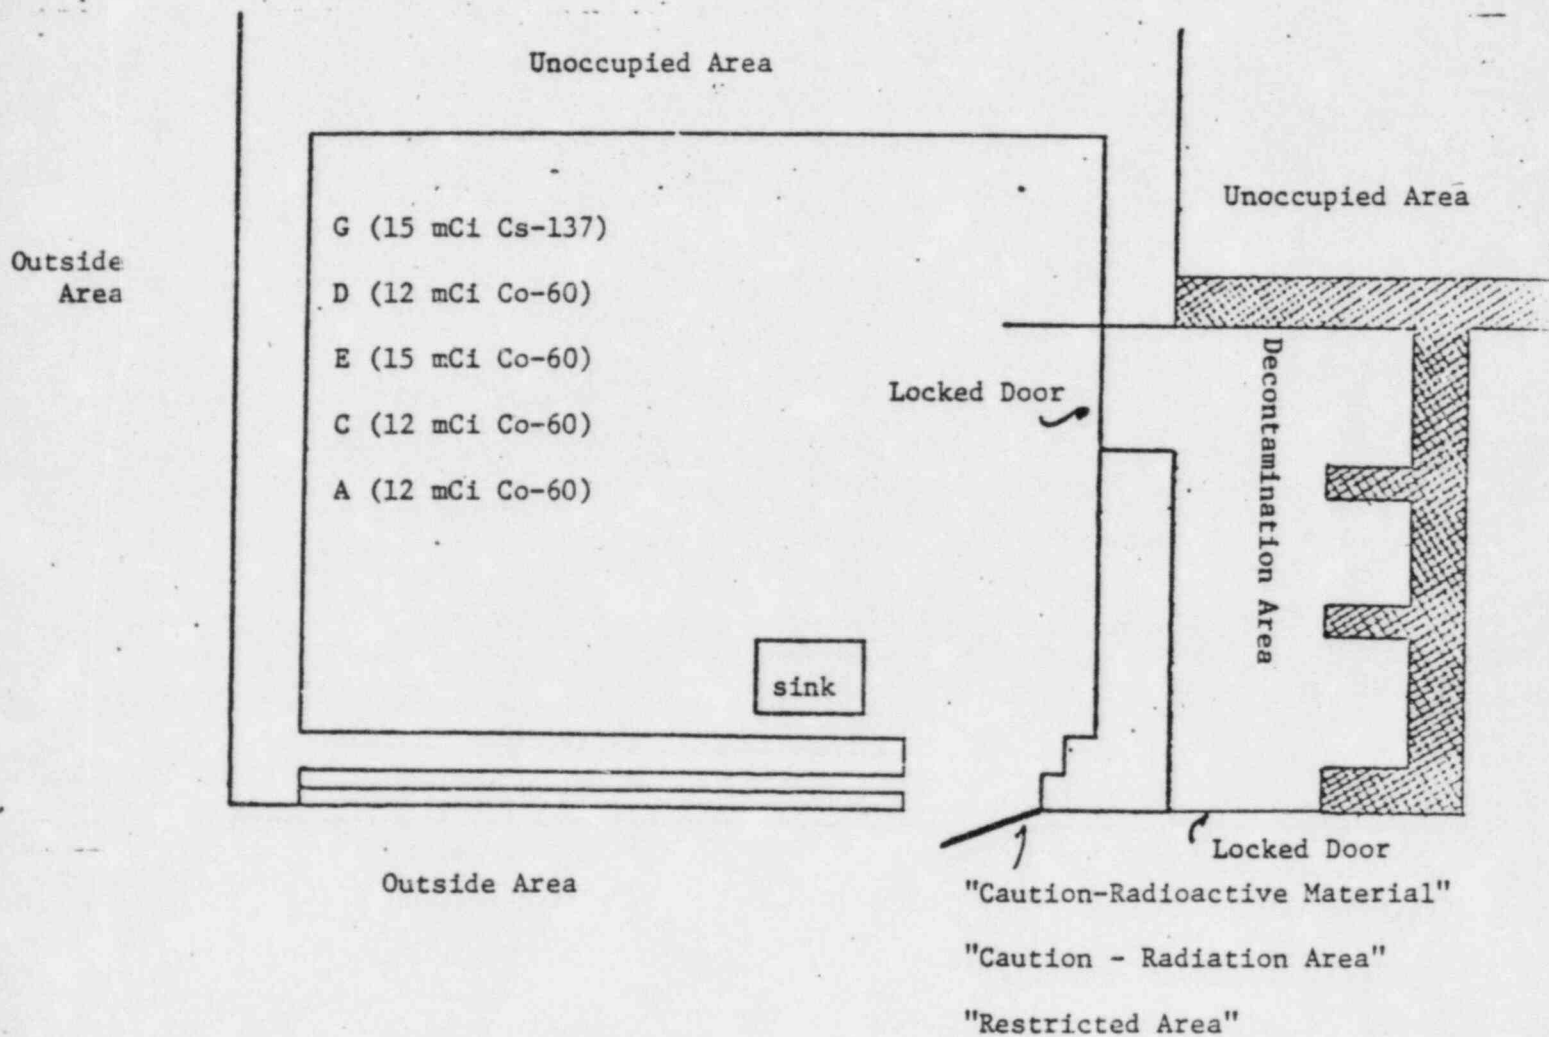 Unoccupied Area
Unoccupied Area
Outside
Area
G (15 mCi Cs-137)
D (12 mCi Co-60)
E (15 mCi Co-60)
C (12 mCi Co-60)
A (12 mCi Co-60)
Locked Door
Decontamination Area
sink
Locked Door
Outside Area
"Caution-Radioactive Material"
"Caution - Radiation Area"
"Restricted Area"